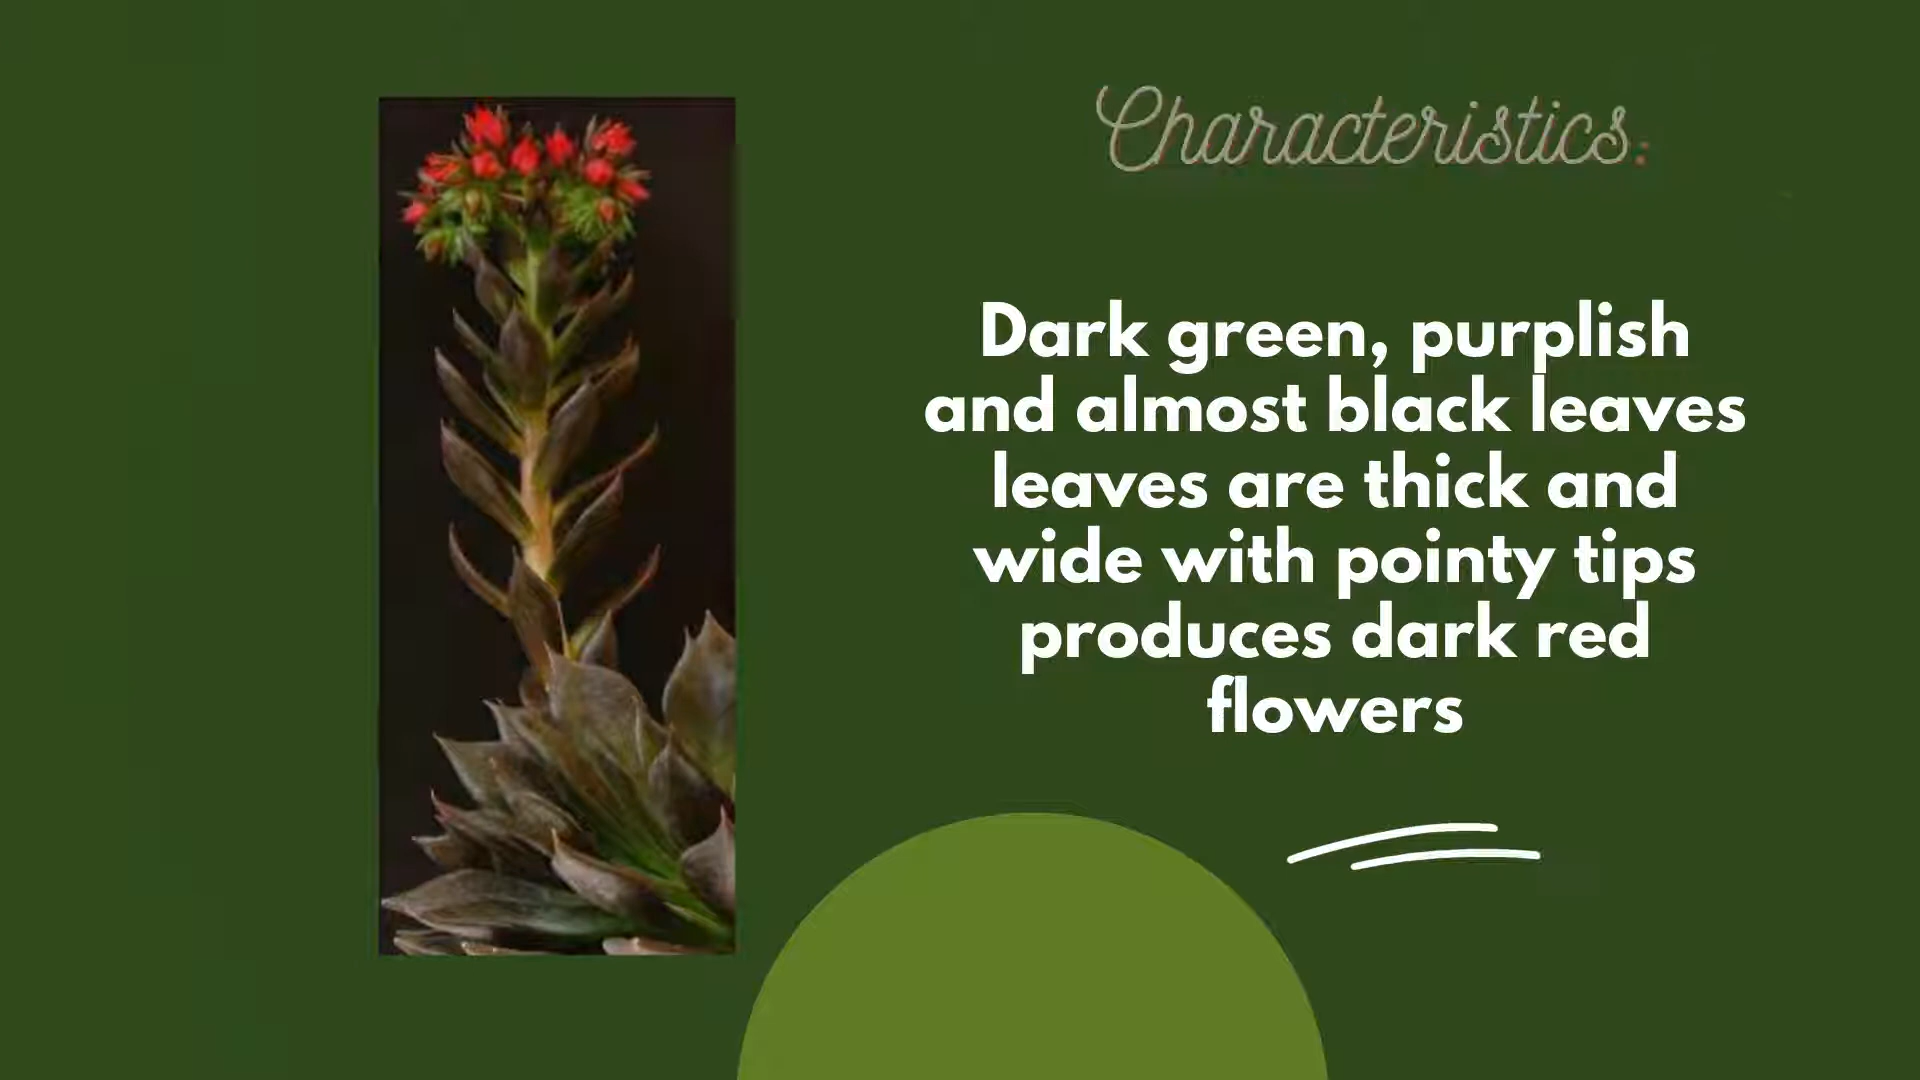 Characteristics:
Dark green, purplish
and almost black leaves
leaves are thick and
wide with pointy tips
produces dark red
flowers